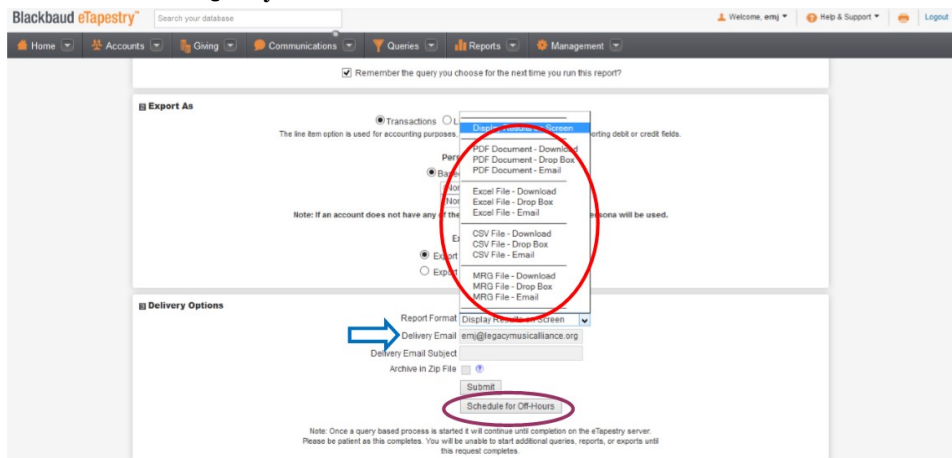 Blackbaud eTapestry™ Search your database Welcome, emj Help & Support Logout
Home Accounts Giving Communications Queries Reports Management
Remember the query you choose for the next time you run this report?
Export As
Transactions
Display Results on Screen
The line item option is used for accounting purposes, orting debit or credit fields.
PDF Document - Download
PDF Document - Drop Box
PDF Document - Email
Excel File - Download
Excel File - Drop Box
Excel File - Email
Note: If an account does not have any of the ersona will be used.
CSV File - Download
CSV File - Drop Box
CSV File - Email
Export
Export
MRG File - Download
MRG File - Drop Box
MRG File - Email
Delivery Options
Report Format Display Results on Screen
Delivery Email emj@legacymusicalliance.org
Delivery Email Subject
Archive in Zip File
Submit
Schedule for Off-Hours
Note: Once a query based process is started it will continue until completion on the eTapestry server.
Please be patient as this completes. You will be unable to start additional queries, reports, or exports until
this request completes.